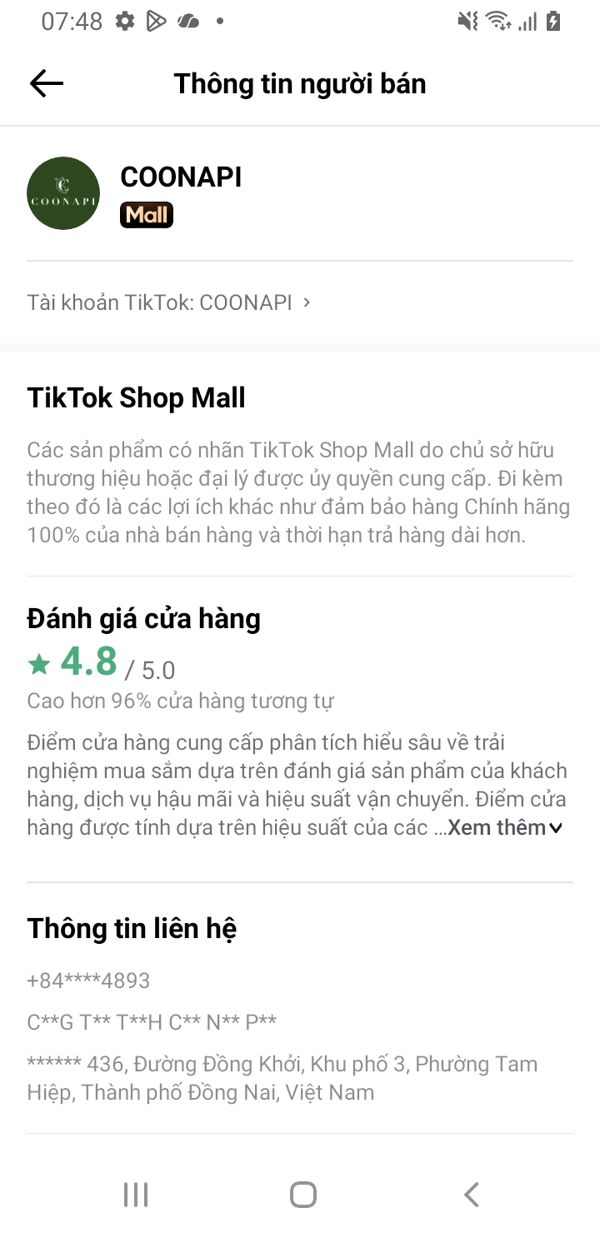 07:48
Thông tin người bán
COONAPI
COONAPI
Mall
Tài khoản TikTok: COONAPI ›
TikTok Shop Mall
Các sản phẩm có nhãn TikTok Shop Mall do chủ sở hữu
thương hiệu hoặc đại lý được ủy quyền cung cấp. Đi kèm
theo đó là các lợi ích khác như đảm bảo hàng Chính hãng
100% của nhà bán hàng và thời hạn trả hàng dài hơn.
Đánh giá cửa hàng
4.8 / 5.0
Cao hơn 96% cửa hàng tương tự
Điểm cửa hàng cung cấp phân tích hiểu sâu về trải
nghiệm mua sắm dựa trên đánh giá sản phẩm của khách
hàng, dịch vụ hậu mãi và hiệu suất vận chuyển. Điểm cửa
hàng được tính dựa trên hiệu suất của các ...Xem thêm
Thông tin liên hệ
+84****4893
C**G T** T**H C** N** P**
****** 436, Đường Đồng Khởi, Khu phố 3, Phường Tam
Hiệp, Thành phố Đồng Nai, Việt Nam